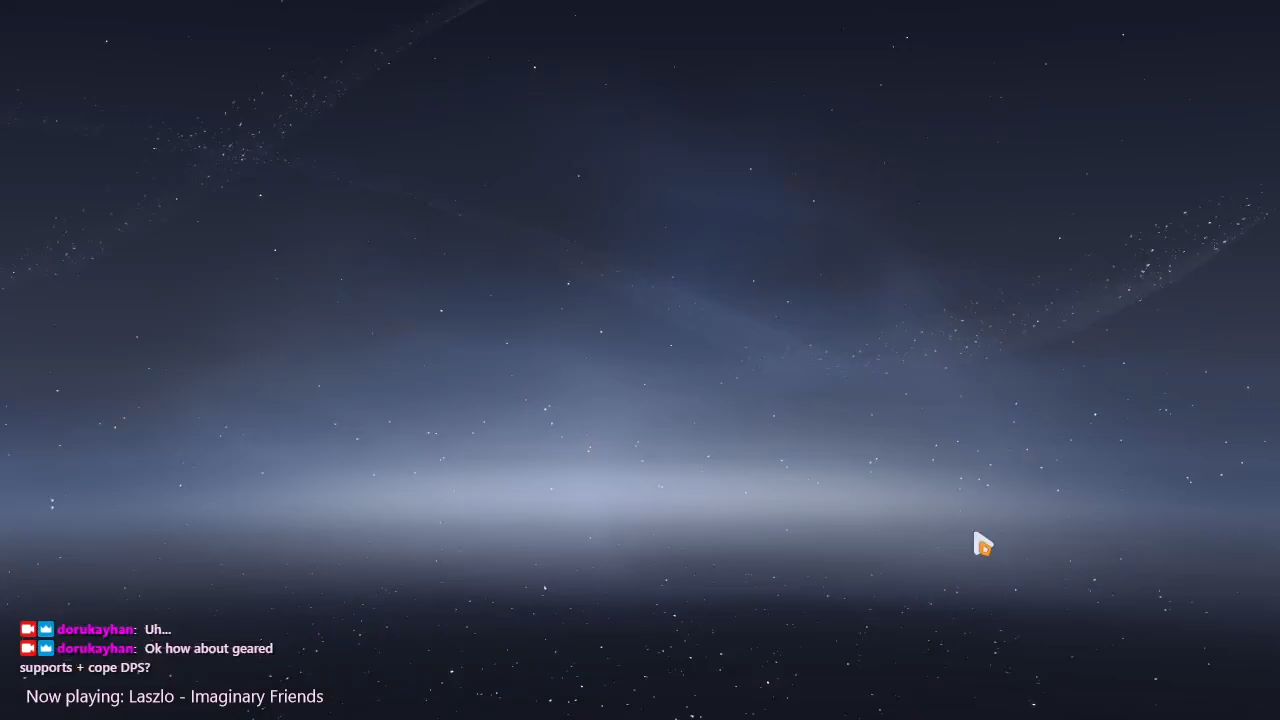 dorukayhan: Uh...
dorukayhan: Ok how about geared
supports + cope DPS?
Now playing: Laszlo - Imaginary Friends